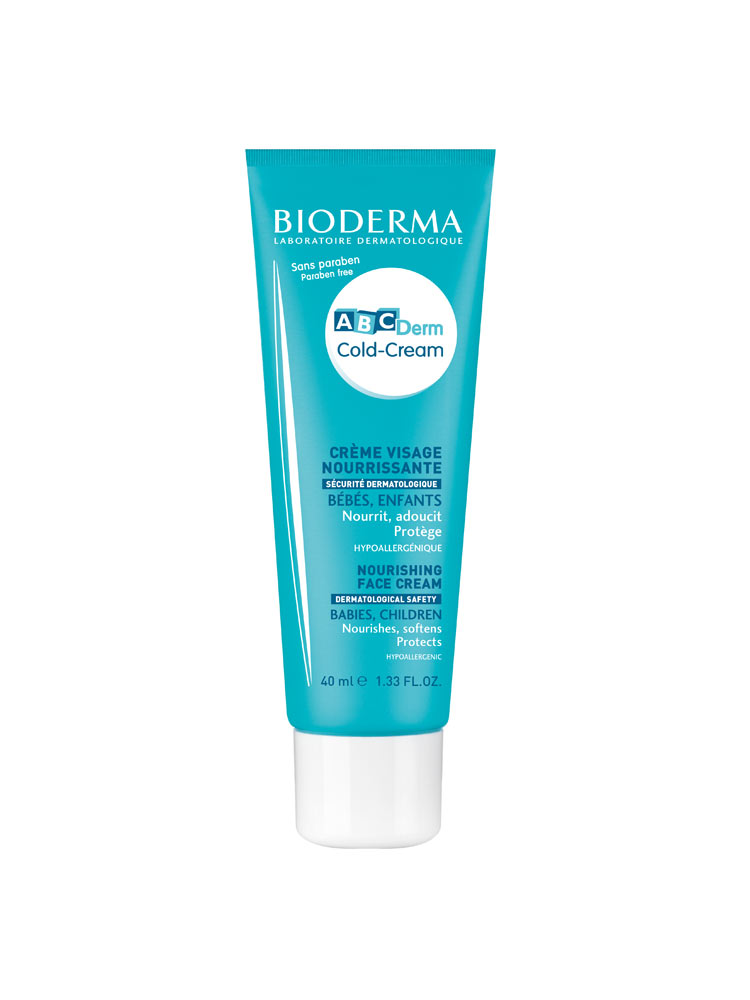 BIODERMA
LABORATOIRE DERMATOLOGIQUE
Sans paraben
Paraben free
ABCDerm
Cold-Cream
CRÈME VISAGE
NOURRISSANTE
SÉCURITÉ DERMATOLOGIQUE
BÉBÉS, ENFANTS
Nourrit, adoucit
Protège
HYPOALLERGÉNIQUE
NOURISHING
FACE CREAM
DERMATOLOGICAL SAFETY
BABIES, CHILDREN
Nourishes, softens
Protects
HYPOALLERGENIC
40 ml ℮ 1.33 FL.OZ.